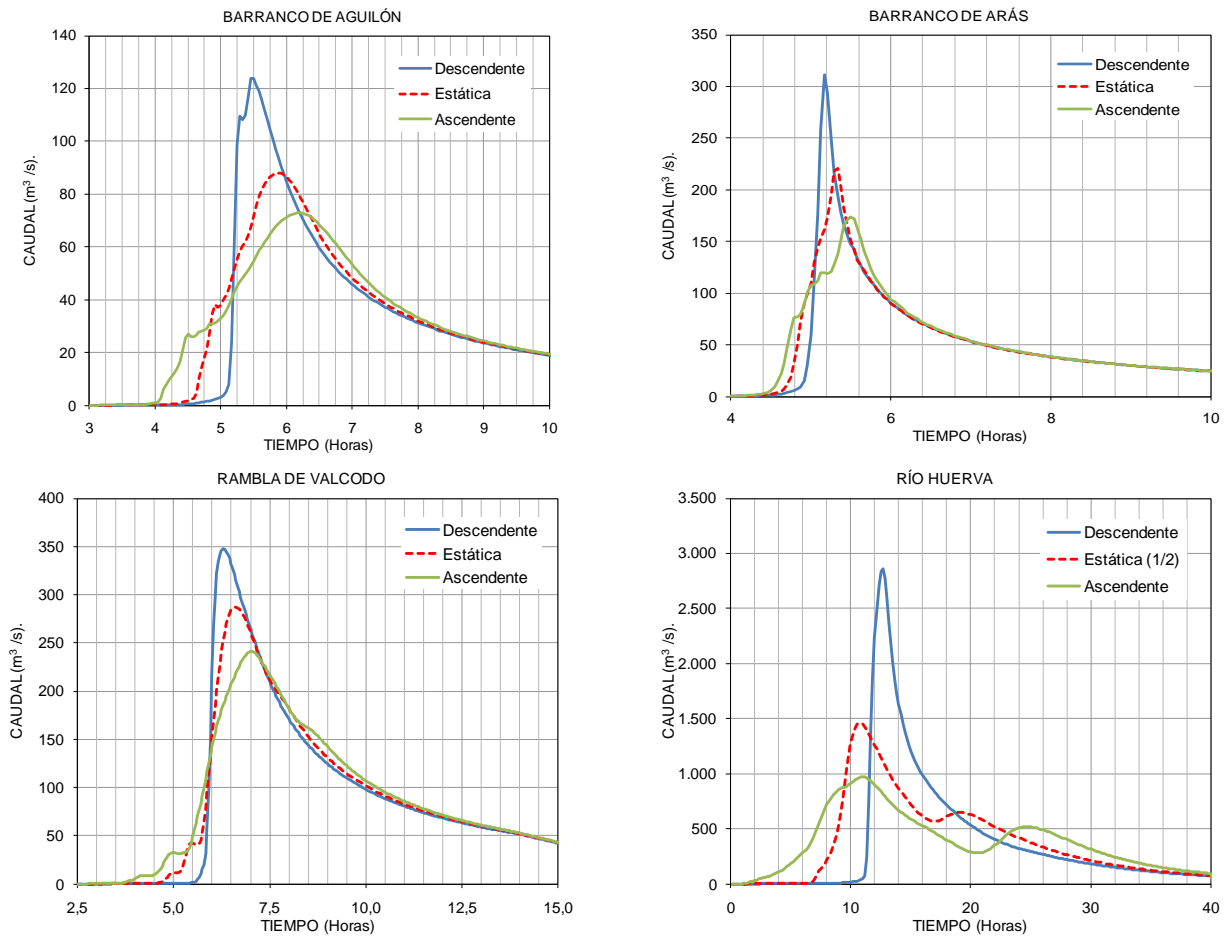 BARRANCO DE AGUILÓN
CAUDAL (m³ /s).
140
120
100
80
60
40
20
0
Descendente
Estática
Ascendente
3 4 5 6 7 8 9 10
TIEMPO (Horas)
BARRANCO DE ARÁS
CAUDAL (m³ /s).
350
300
250
200
150
100
50
0
Descendente
Estática
Ascendente
4 6 8 10
TIEMPO (Horas)
RAMBLA DE VALCODO
CAUDAL (m³ /s).
400
350
300
250
200
150
100
50
0
Descendente
Estática
Ascendente
2,5 5,0 7,5 10,0 12,5 15,0
TIEMPO (Horas)
RÍO HUERVA
CAUDAL (m³ /s).
3.500
3.000
2.500
2.000
1.500
1.000
500
0
Descendente
Estática (1/2)
Ascendente
0 10 20 30 40
TIEMPO (Horas)